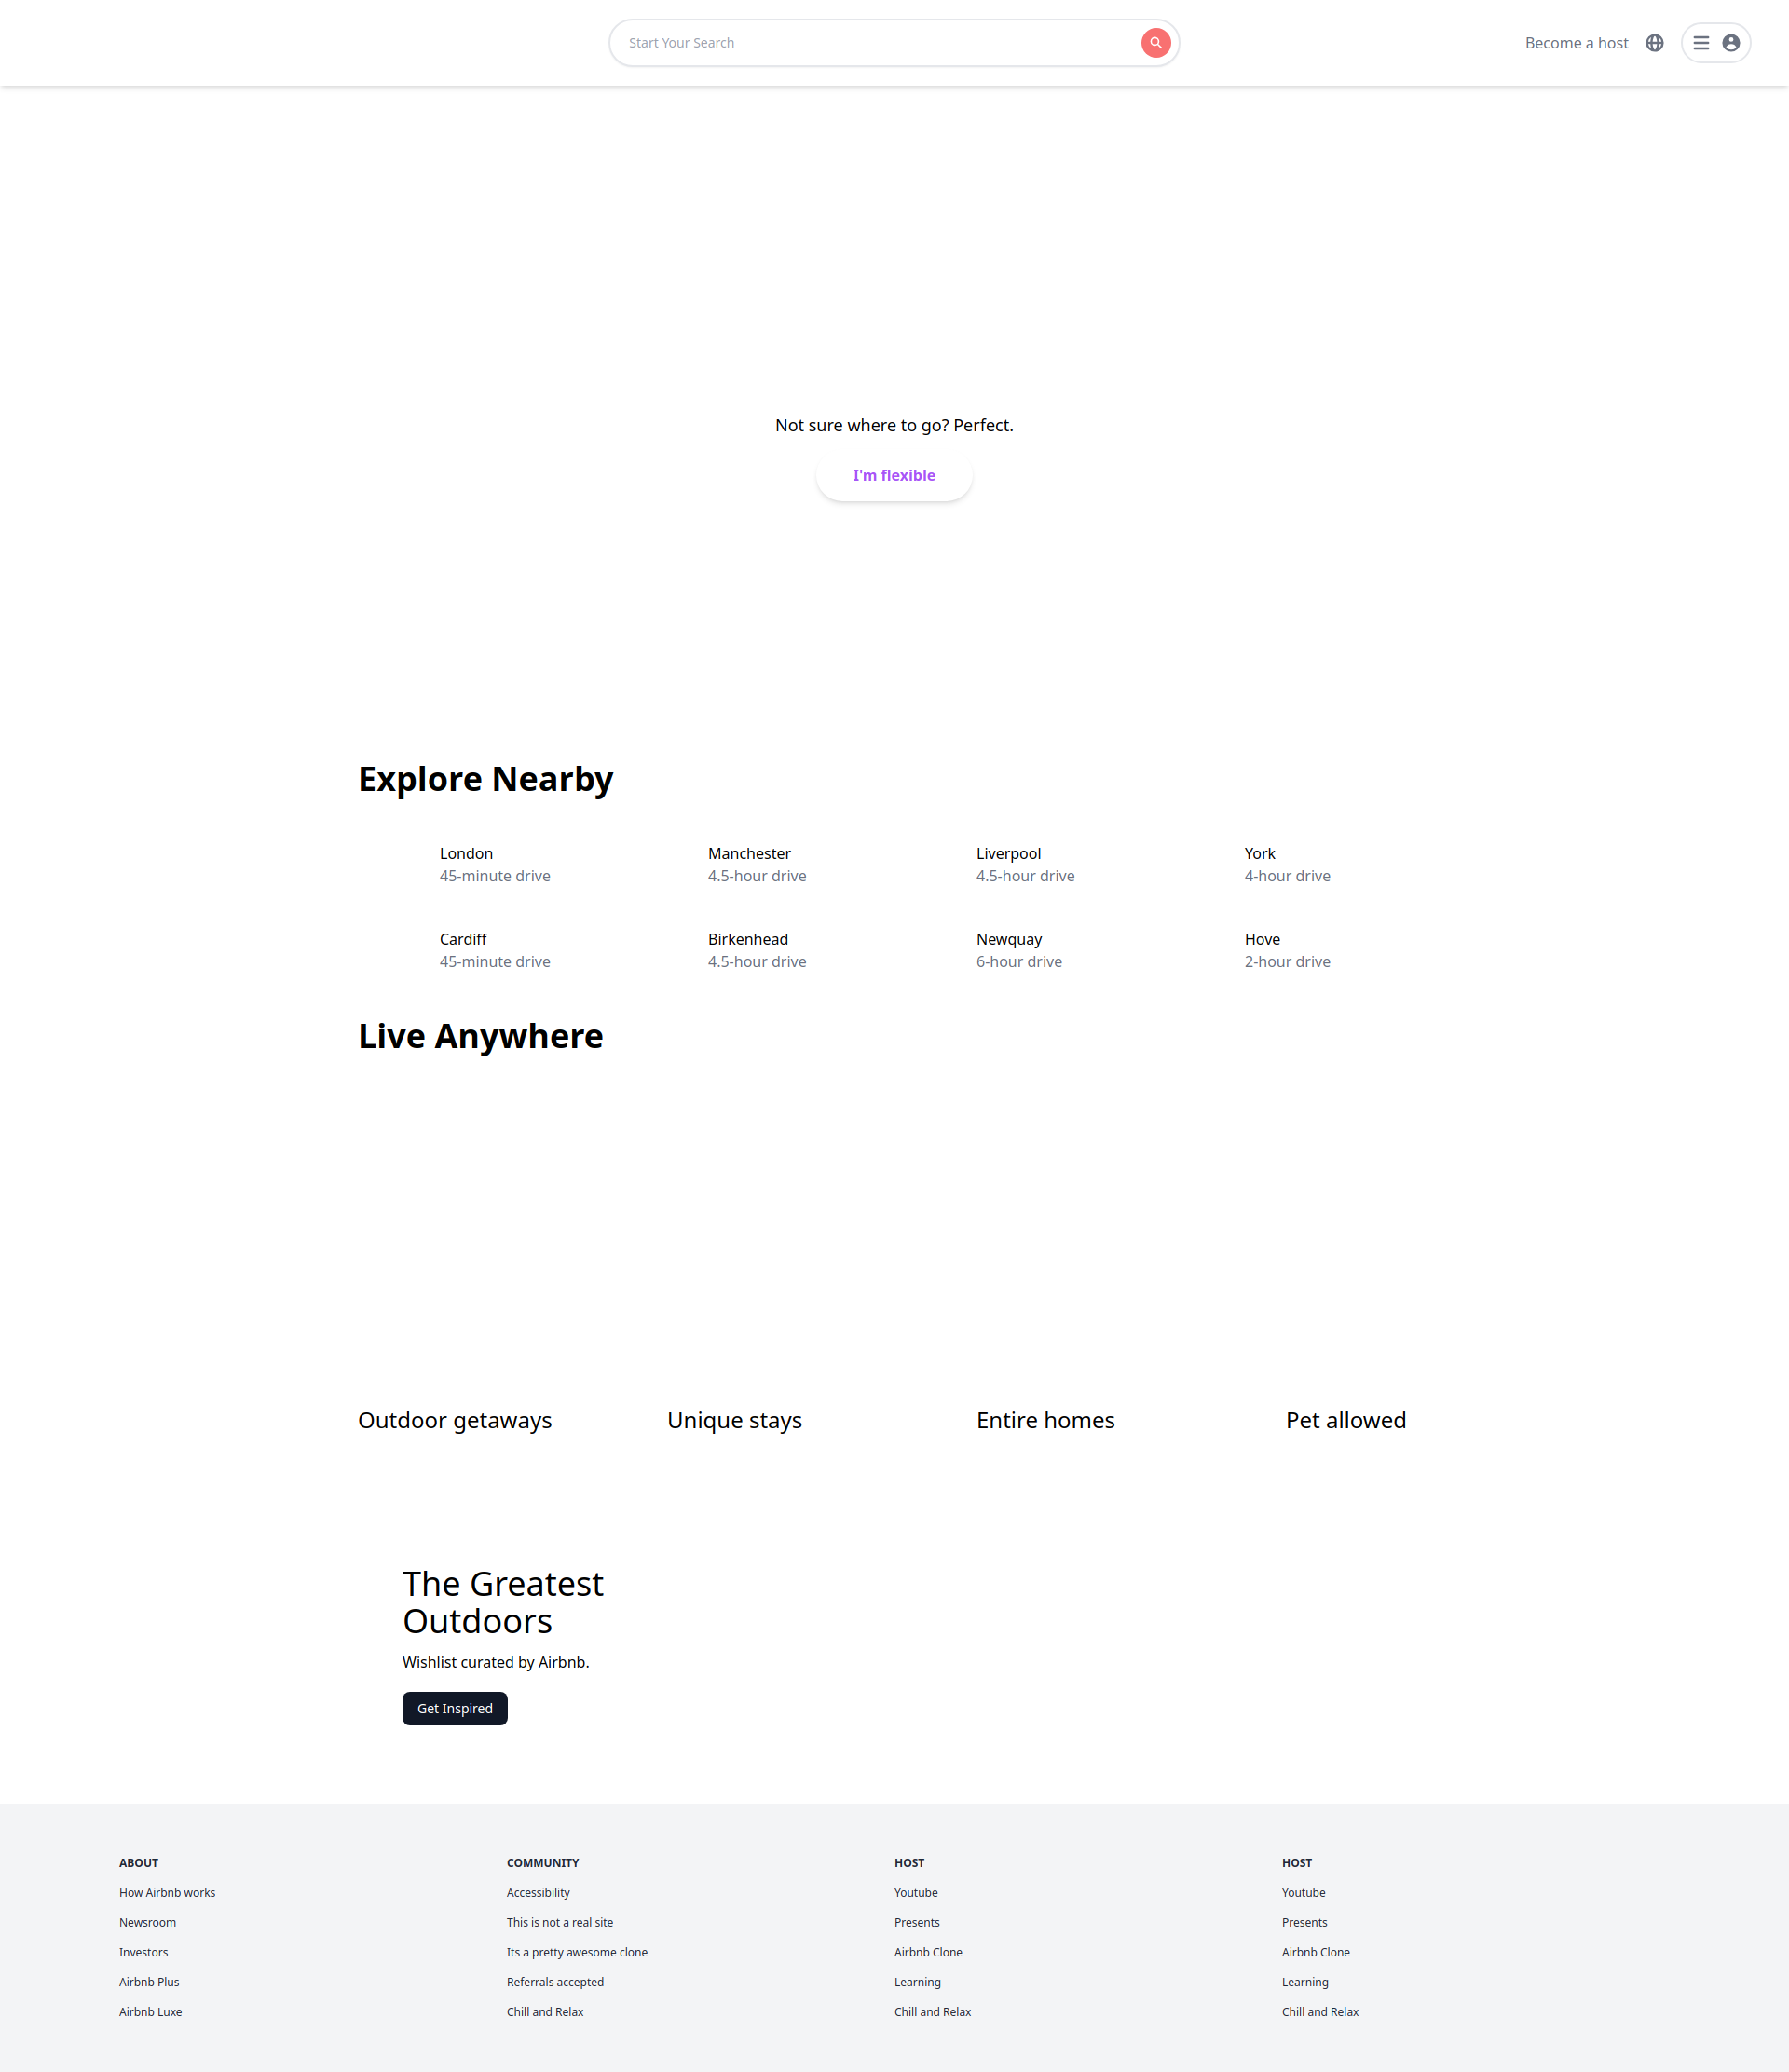 Start Your Search
Become a host
Not sure where to go? Perfect.
I'm flexible
Explore Nearby
London
45-minute drive
Manchester
4.5-hour drive
Liverpool
4.5-hour drive
York
4-hour drive
Cardiff
45-minute drive
Birkenhead
4.5-hour drive
Newquay
6-hour drive
Hove
2-hour drive
Live Anywhere
Outdoor getaways
Unique stays
Entire homes
Pet allowed
The Greatest
Outdoors
Wishlist curated by Airbnb.
Get Inspired
ABOUT
How Airbnb works
Newsroom
Investors
Airbnb Plus
Airbnb Luxe
COMMUNITY
Accessibility
This is not a real site
Its a pretty awesome clone
Referrals accepted
Chill and Relax
HOST
Youtube
Presents
Airbnb Clone
Learning
Chill and Relax
HOST
Youtube
Presents
Airbnb Clone
Learning
Chill and Relax